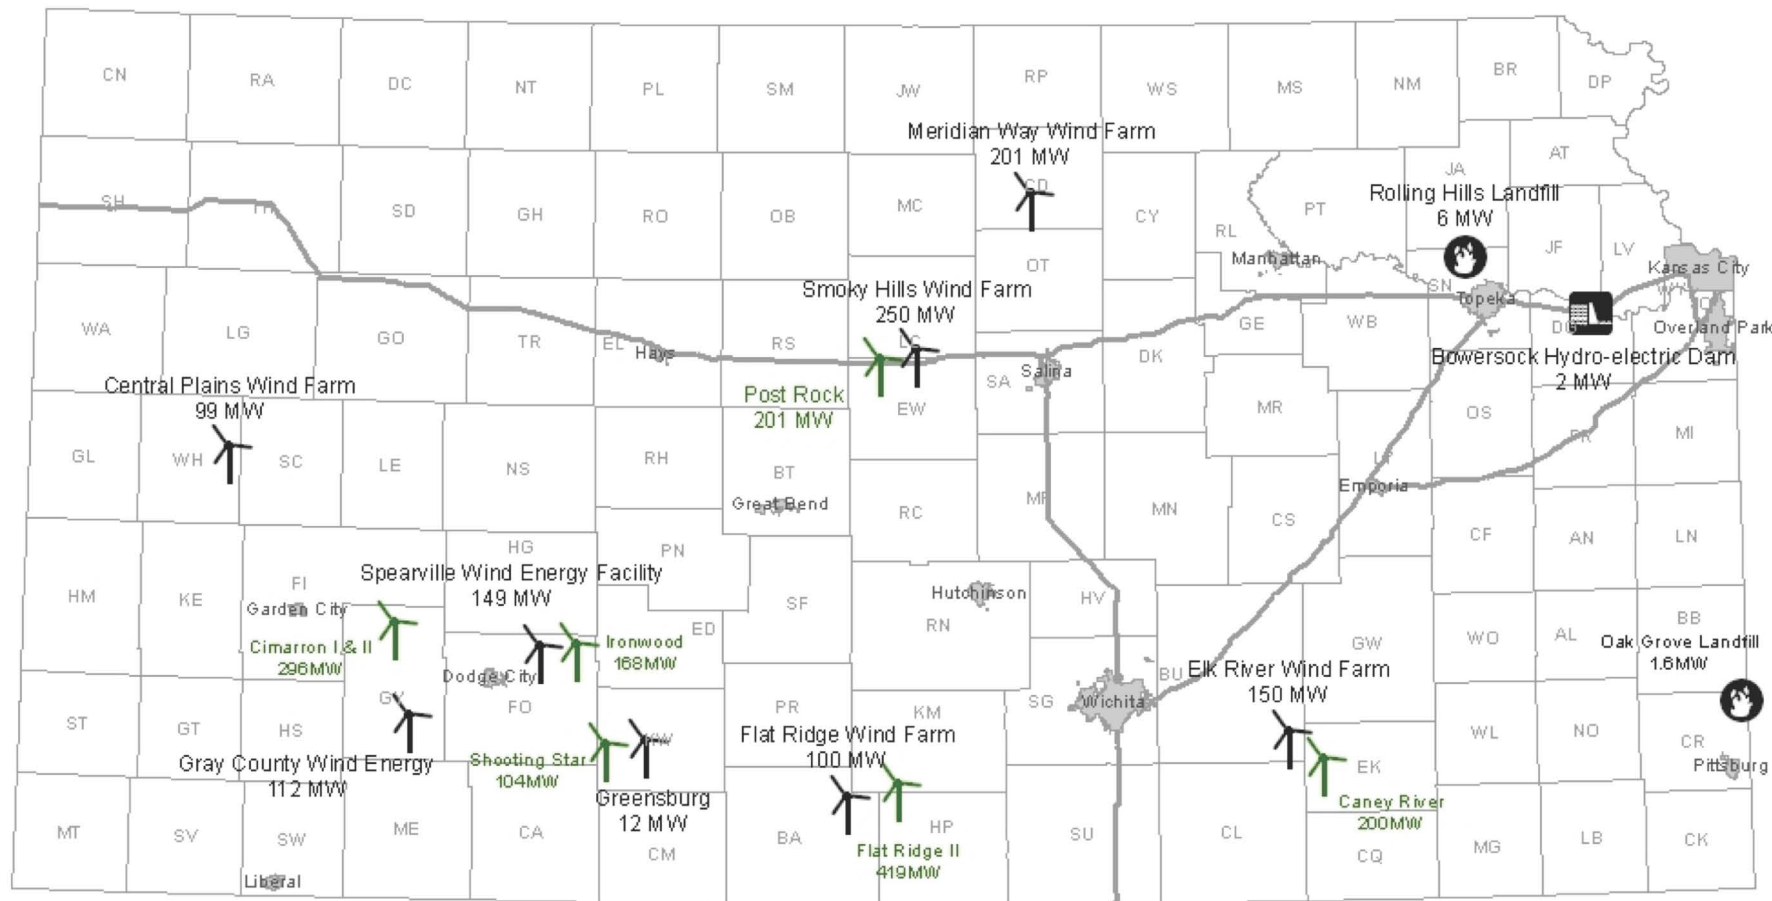 CN
RA
DC
NT
PL
SM
JW
RP
WS
MS
NM
BR
DP
Meridian Way Wind Farm
201 MW
CD
SH
TH
SD
GH
RO
OB
MC
CY
RL
PT
JA
AT
Rolling Hills Landfill
6 MW
JF
LV
OT
Manhattan
Kansas City
WY
SN
Topeka
Smoky Hills Wind Farm
250 MW
LC
WA
LG
GO
TR
EL
Hays
RS
Salina
SA
DK
GE
WB
DG
Overland Park
Bowersock Hydro-electric Dam
2 MW
Central Plains Wind Farm
99 MW
Post Rock
201 MW
EW
MR
OS
FR
MI
GL
WH
SC
LE
NS
RH
BT
Great Bend
RC
MP
MN
CS
Emporia
CF
AN
LN
HM
KE
FI
Garden City
HG
PN
Spearville Wind Energy Facility
149 MW
SF
Hutchinson
RN
HV
Cimarron I & II
296MW
Ironwood
168MW
ED
Dodge City
GW
WO
AL
BB
Oak Grove Landfill
1.6MW
ST
GT
HS
GY
FO
KW
PR
KM
SG
Wichita
BU
Elk River Wind Farm
150 MW
WL
NO
CR
Pittsburg
Gray County Wind Energy
112 MW
Shooting Star
104MW
Greensburg
12 MW
Flat Ridge Wind Farm
100 MW
Flat Ridge II
419MW
EK
Caney River
200MW
MT
SV
SW
Liberal
ME
CA
CM
BA
HP
SU
CL
CQ
MG
LB
CK